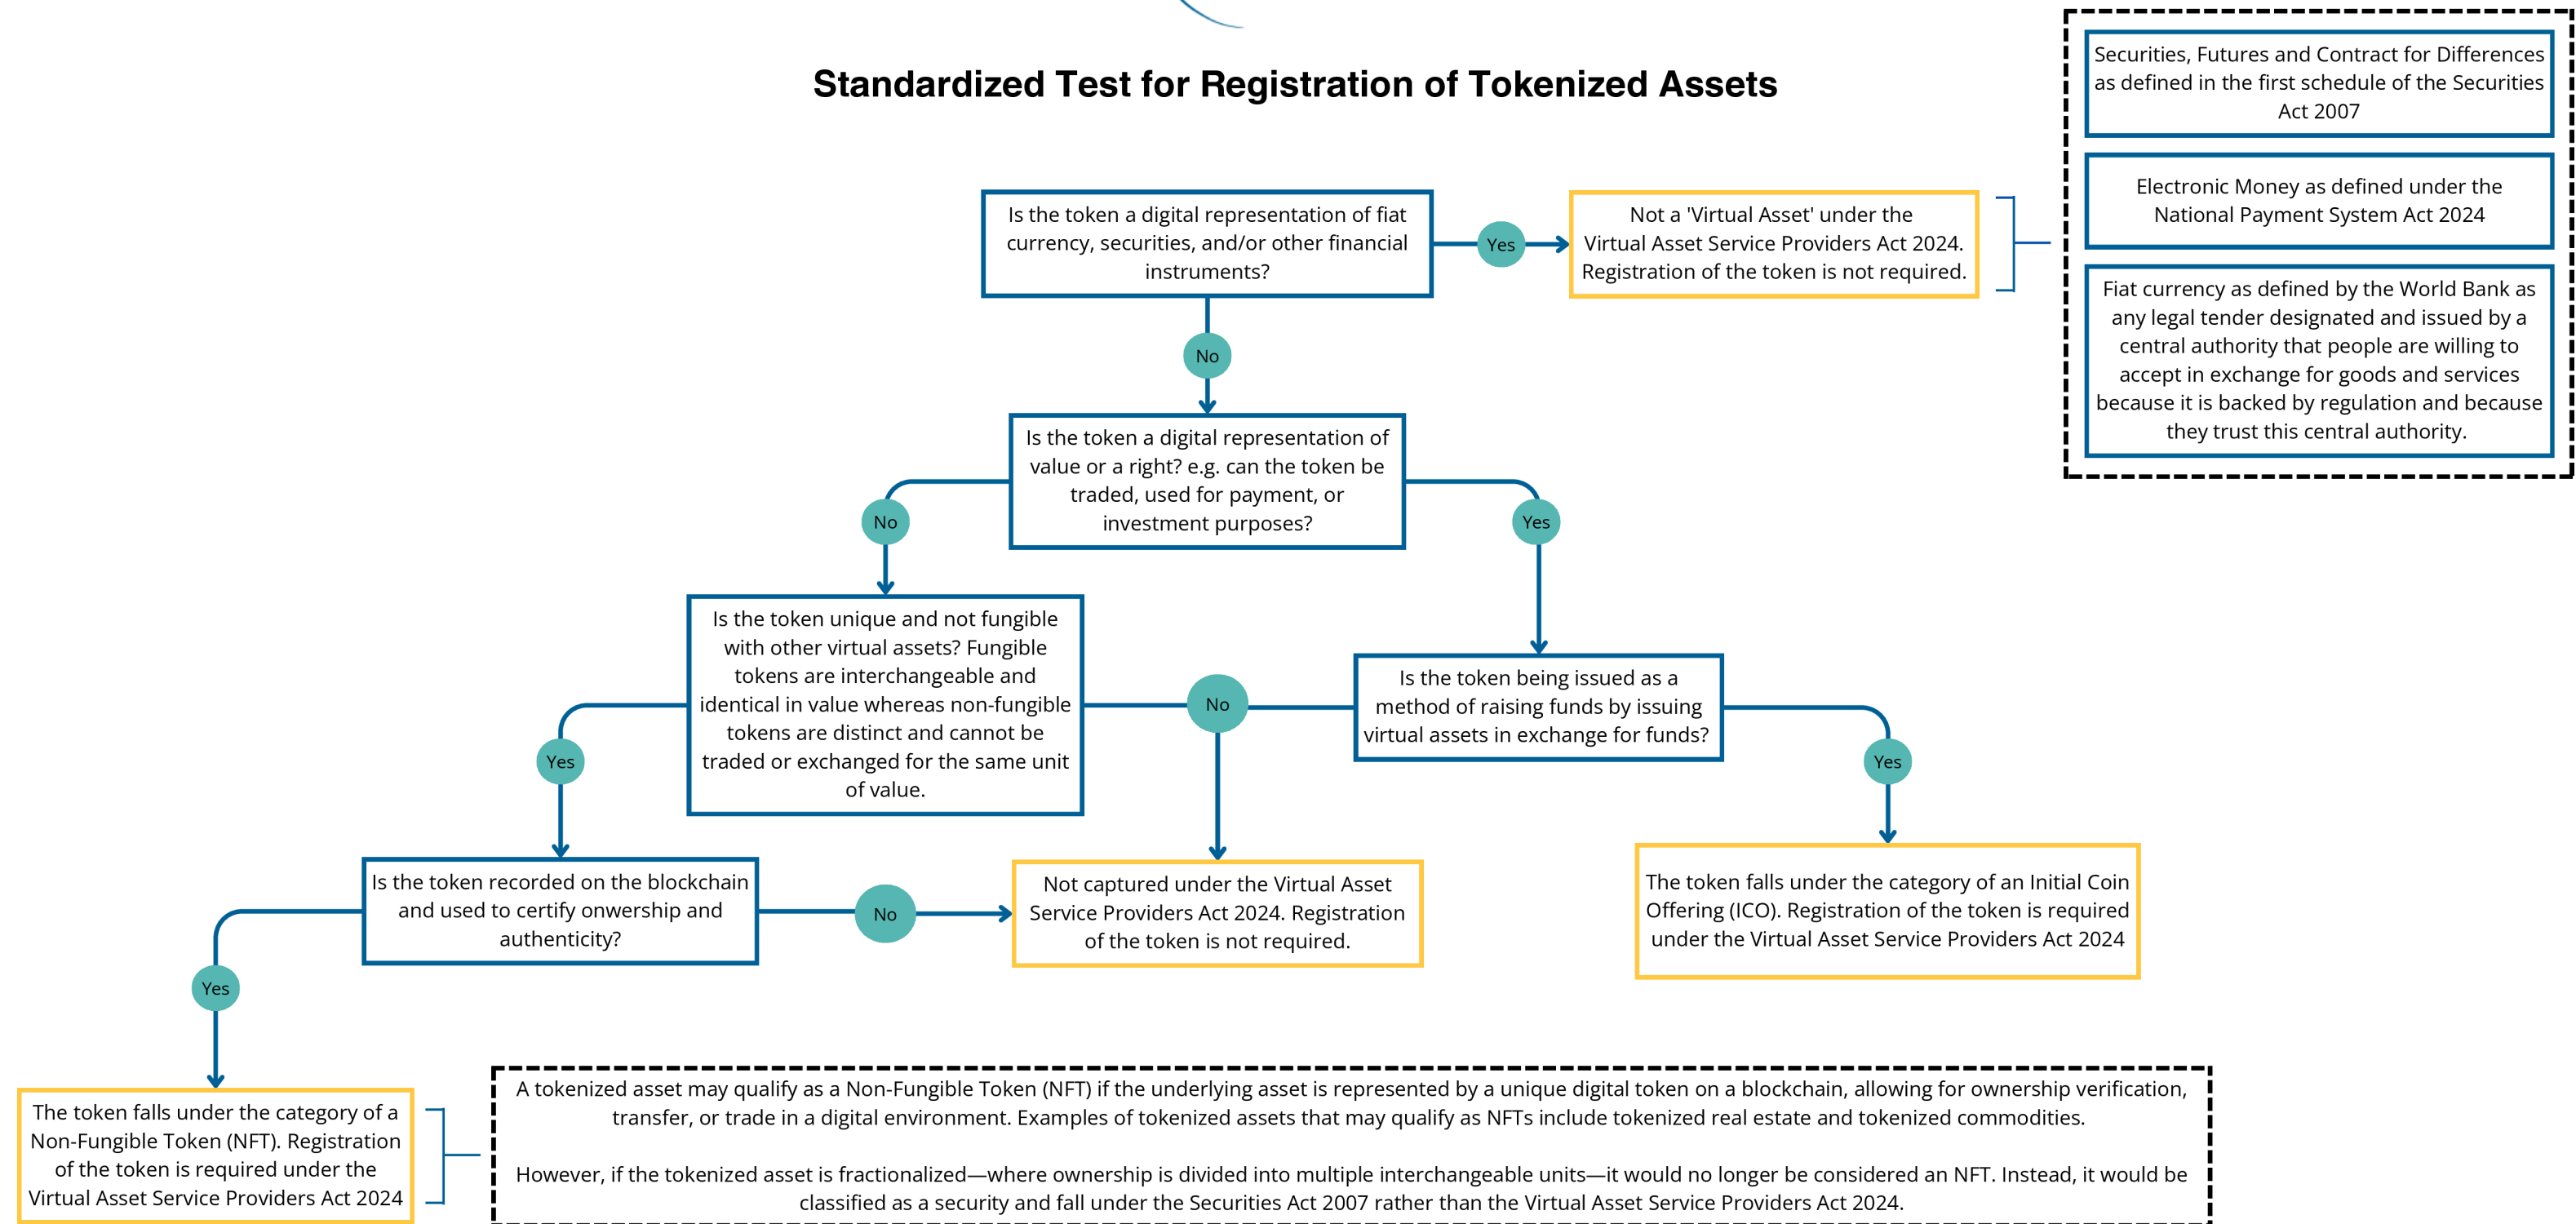 Standardized Test for Registration of Tokenized Assets
Securities, Futures and Contract for Differences
as defined in the first schedule of the Securities
Act 2007
Electronic Money as defined under the
National Payment System Act 2024
Fiat currency as defined by the World Bank as
any legal tender designated and issued by a
central authority that people are willing to
accept in exchange for goods and services
because it is backed by regulation and because
they trust this central authority.
Is the token a digital representation of fiat
currency, securities, and/or other financial
instruments?
Yes
Not a 'Virtual Asset' under the
Virtual Asset Service Providers Act 2024.
Registration of the token is not required.
No
Is the token a digital representation of
value or a right? e.g. can the token be
traded, used for payment, or
investment purposes?
No
Yes
Is the token unique and not fungible
with other virtual assets? Fungible
tokens are interchangeable and
identical in value whereas non-fungible
tokens are distinct and cannot be
traded or exchanged for the same unit
of value.
No
Is the token being issued as a
method of raising funds by issuing
virtual assets in exchange for funds?
Yes
Yes
Is the token recorded on the blockchain
and used to certify onwership and
authenticity?
No
Not captured under the Virtual Asset
Service Providers Act 2024. Registration
of the token is not required.
The token falls under the category of an Initial Coin
Offering (ICO). Registration of the token is required
under the Virtual Asset Service Providers Act 2024
Yes
The token falls under the category of a
Non-Fungible Token (NFT). Registration
of the token is required under the
Virtual Asset Service Providers Act 2024
A tokenized asset may qualify as a Non-Fungible Token (NFT) if the underlying asset is represented by a unique digital token on a blockchain, allowing for ownership verification,
transfer, or trade in a digital environment. Examples of tokenized assets that may qualify as NFTs include tokenized real estate and tokenized commodities.
However, if the tokenized asset is fractionalized—where ownership is divided into multiple interchangeable units—it would no longer be considered an NFT. Instead, it would be
classified as a security and fall under the Securities Act 2007 rather than the Virtual Asset Service Providers Act 2024.